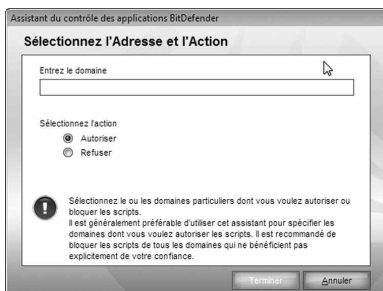 Assistant du contrôle des applications BitDefender
Sélectionnez l'Adresse et l'Action
Entrez le domaine
Sélectionnez l'action
Autoriser
Refuser
Sélectionnez le ou les domaines particuliers dont vous voulez autoriser ou
bloquer les scripts.
Il est généralement préférable d'utiliser cet assistant pour spécifier les
domaines dont vous voulez autoriser les scripts. Il est recommandé de
bloquer les scripts de tous les domaines qui ne bénéficient pas
explicitement de votre confiance.
Terminer
Annuler